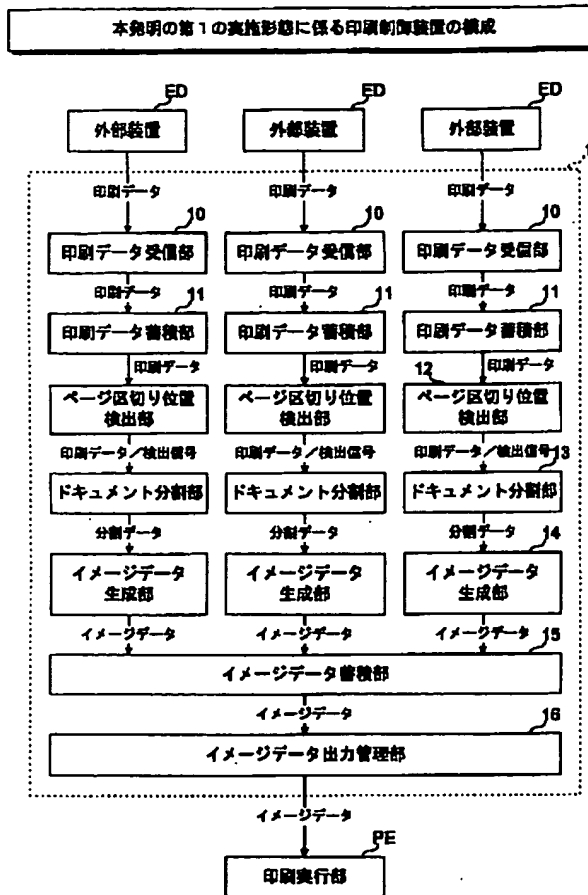 本発明の第1の実施形態に係る印刷制御装置の構成
ED ED ED
外部装置 外部装置 外部装置
印刷データ 印刷データ 印刷データ
10 10 10
印刷データ受信部 印刷データ受信部 印刷データ受信部
印刷データ 印刷データ 印刷データ
11 11 11
印刷データ蓄積部 印刷データ蓄積部 印刷データ蓄積部
印刷データ 印刷データ 印刷データ
12
ページ区切り位置 ページ区切り位置 ページ区切り位置
検出部 検出部 検出部
印刷データ/検出信号 印刷データ/検出信号 印刷データ/検出信号
13
ドキュメント分割部 ドキュメント分割部 ドキュメント分割部
分割データ 分割データ 分割データ
14
イメージデータ イメージデータ イメージデータ
生成部 生成部 生成部
イメージデータ イメージデータ イメージデータ
15
イメージデータ蓄積部
イメージデータ
16
イメージデータ出力管理部
イメージデータ
PE
印刷実行部